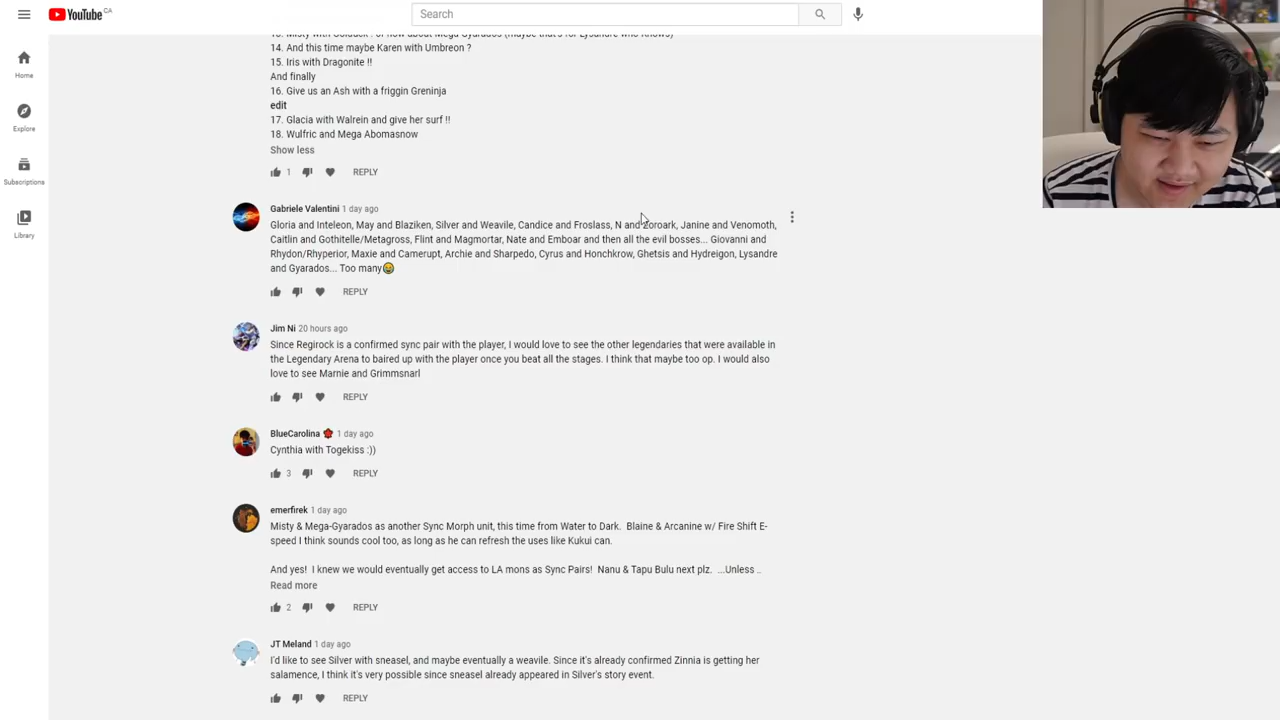 YouTube CA
Search
Home
Explore
Subscriptions
Library
14. And this time maybe Karen with Umbreon ?
15. Iris with Dragonite !!
And finally
16. Give us an Ash with a friggin Greninja
edit
17. Glacia with Walrein and give her surf !!
18. Wulfric and Mega Abomasnow
Show less
1 REPLY
Gabriele Valentini 1 day ago
Gloria and Inteleon, May and Blaziken, Silver and Weavile, Candice and Froslass, N and Zoroark, Janine and Venomoth,
Caitlin and Gothitelle/Metagross, Flint and Magmortar, Nate and Emboar and then all the evil bosses... Giovanni and
Rhydon/Rhyperior, Maxie and Camerupt, Archie and Sharpedo, Cyrus and Honchkrow, Ghetsis and Hydreigon, Lysandre
and Gyarados... Too many😭
REPLY
Jim Ni 20 hours ago
Since Regirock is a confirmed sync pair with the player, I would love to see the other legendaries that were available in
the Legendary Arena to baired up with the player once you beat all the stages. I think that maybe too op. I would also
love to see Marnie and Grimmsnarl
REPLY
BlueCarolina 1 day ago
Cynthia with Togekiss :))
3 REPLY
emerfirek 1 day ago
Misty & Mega-Gyarados as another Sync Morph unit, this time from Water to Dark. Blaine & Arcanine w/ Fire Shift E-
speed I think sounds cool too, as long as he can refresh the uses like Kukui can.
And yes! I knew we would eventually get access to LA mons as Sync Pairs! Nanu & Tapu Bulu next plz. ...Unless ..
Read more
2 REPLY
JT Meland 1 day ago
I'd like to see Silver with sneasel, and maybe eventually a weavile. Since it's already confirmed Zinnia is getting her
salamence, I think it's very possible since sneasel already appeared in Silver's story event.
REPLY